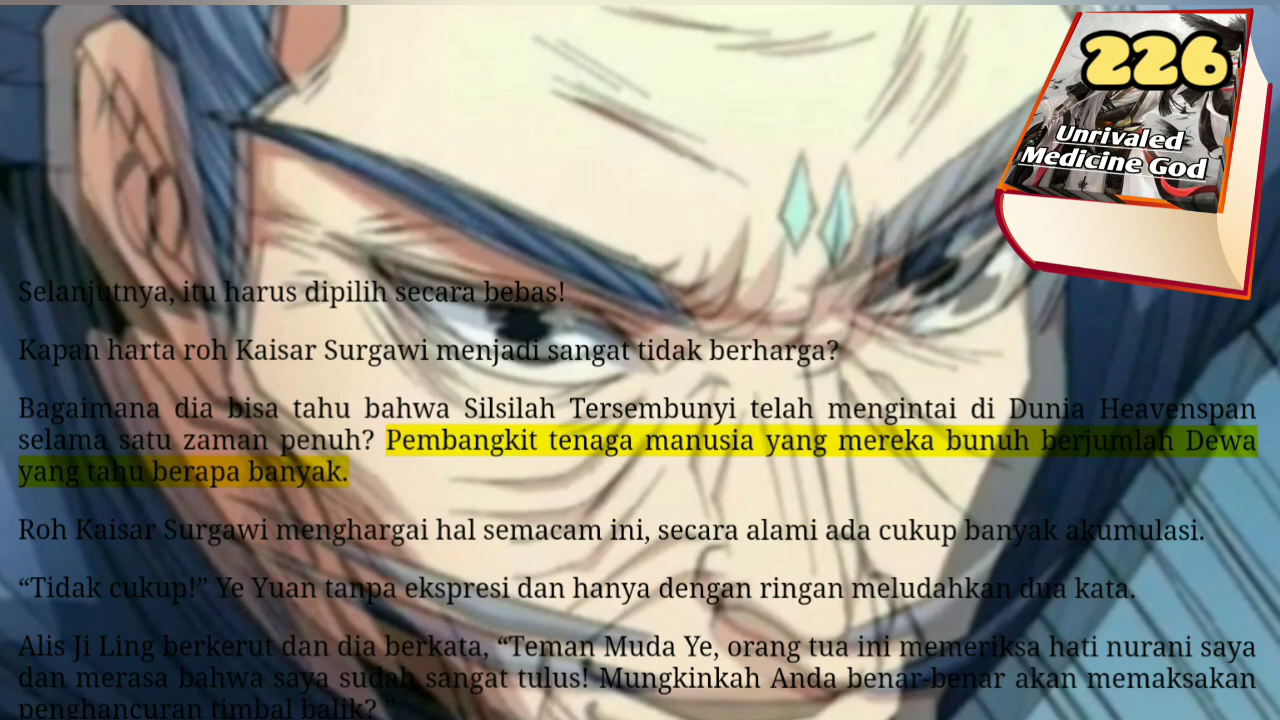 226
Unrivaled
Medicine God
Selanjutnya, itu harus dipilih secara bebas!
Kapan harta roh Kaisar Surgawi menjadi sangat tidak berharga?
Bagaimana dia bisa tahu bahwa Silsilah Tersembunyi telah mengintai di Dunia Heavenspan
selama satu zaman penuh? Pembangkit tenaga manusia yang mereka bunuh berjumlah Dewa
yang tahu berapa banyak.
Roh Kaisar Surgawi menghargai hal semacam ini, secara alami ada cukup banyak akumulasi.
“Tidak cukup!” Ye Yuan tanpa ekspresi dan hanya dengan ringan meludahkan dua kata.
Alis Ji Ling berkerut dan dia berkata, “Teman Muda Ye, orang tua ini memeriksa hati nurani saya
dan merasa bahwa saya sudah sangat tulus! Mungkinkah Anda benar-benar akan memaksakan
penghancuran timbal balik? ”